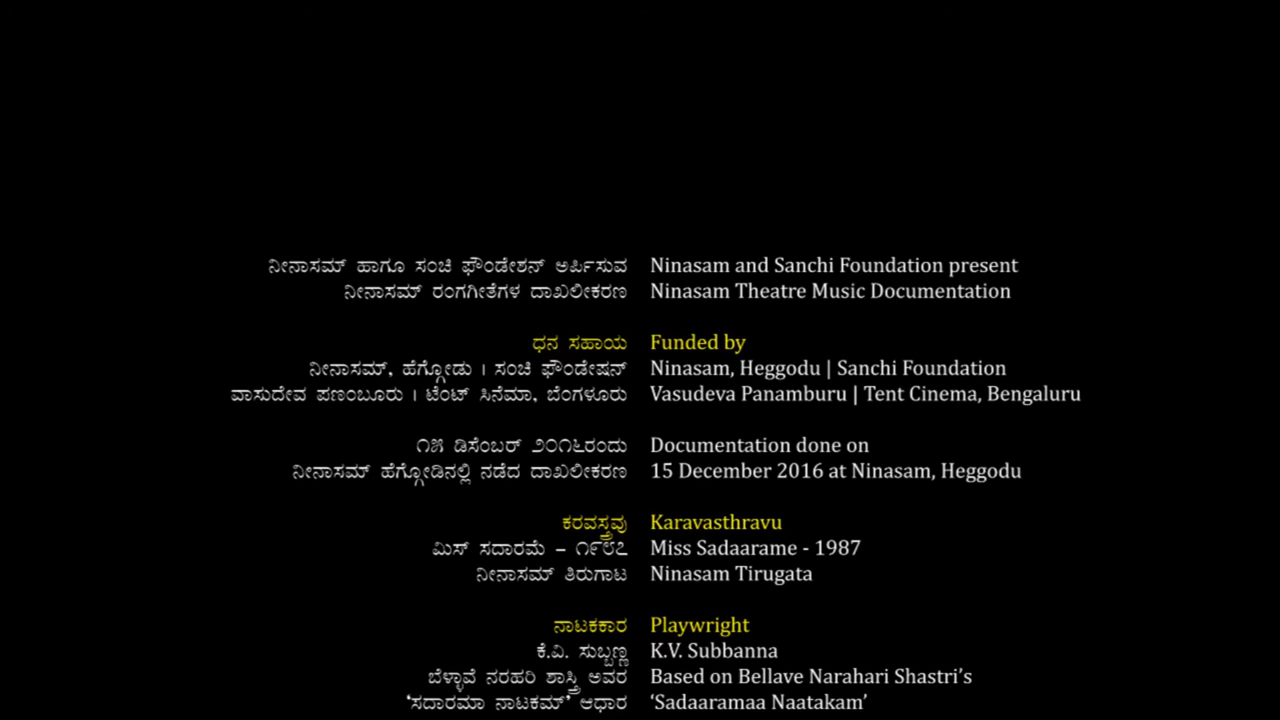 ನೀನಾಸಮ್ ಹಾಗೂ ಸಂಚಿ ಫೌಂಡೇಶನ್ ಅರ್ಪಿಸುವ Ninasam and Sanchi Foundation present
ನೀನಾಸಮ್ ರಂಗಗೀತೆಗಳ ದಾಖಲೀಕರಣ Ninasam Theatre Music Documentation
ಧನ ಸಹಾಯ Funded by
ನೀನಾಸಮ್, ಹೆಗ್ಗೋಡು | ಸಂಚಿ ಫೌಂಡೇಷನ್ Ninasam, Heggodu | Sanchi Foundation
ವಾಸುದೇವ ಪಣಂಬೂರು | ಟೆಂಟ್ ಸಿನೆಮಾ, ಬೆಂಗಳೂರು Vasudeva Panamburu | Tent Cinema, Bengaluru
೧೫ ಡಿಸೆಂಬರ್ ೨೦೧೬ರಂದು Documentation done on
ನೀನಾಸಮ್ ಹೆಗ್ಗೋಡಿನಲ್ಲಿ ನಡೆದ ದಾಖಲೀಕರಣ 15 December 2016 at Ninasam, Heggodu
ಕರವಸ್ತ್ರವು Karavasthravu
ಮಿಸ್ ಸದಾರಮೆ – ೧೯೮೭ Miss Sadaarame - 1987
ನೀನಾಸಮ್ ತಿರುಗಾಟ Ninasam Tirugata
ನಾಟಕಕಾರ Playwright
ಕೆ.ವಿ. ಸುಬ್ಬಣ್ಣ K.V. Subbanna
ಬೆಳ್ಳಾವೆ ನರಹರಿ ಶಾಸ್ತ್ರಿ ಅವರ Based on Bellave Narahari Shastri’s
‘ಸದಾರಮಾ ನಾಟಕಮ್’ ಆಧಾರ ‘Sadaaramaa Naatakam’